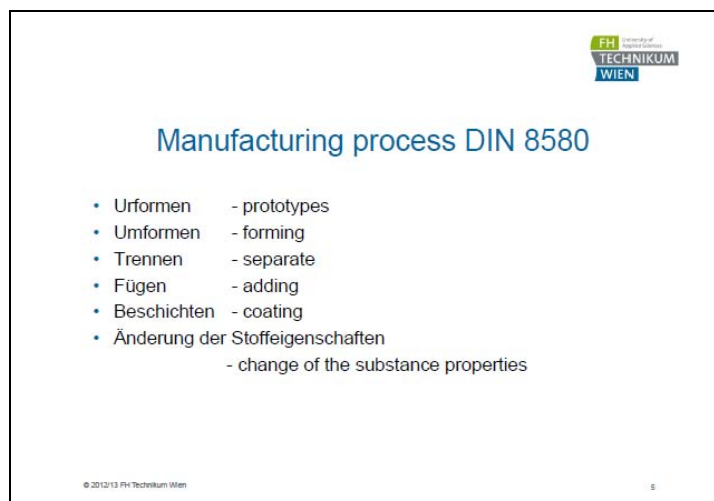 FH University of
Applied Sciences
TECHNIKUM
WIEN
Manufacturing process DIN 8580
• Urformen - prototypes
• Umformen - forming
• Trennen - separate
• Fügen - adding
• Beschichten - coating
• Änderung der Stoffeigenschaften
- change of the substance properties
© 2012/13 FH Technikum Wien 5